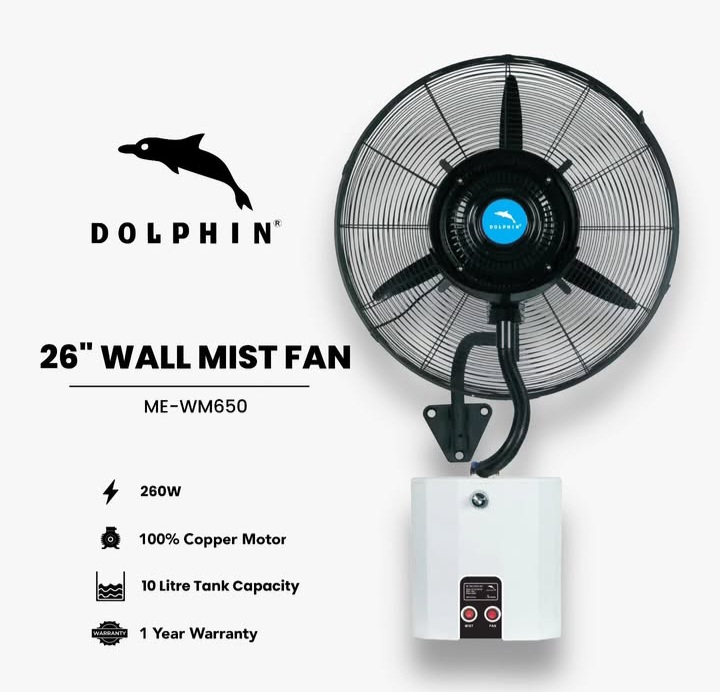 DOLPHIN®
26" WALL MIST FAN
ME-WM650
260W
100% Copper Motor
10 Litre Tank Capacity
WARRANTY
1 Year Warranty
DOLPHIN
MIST FAN